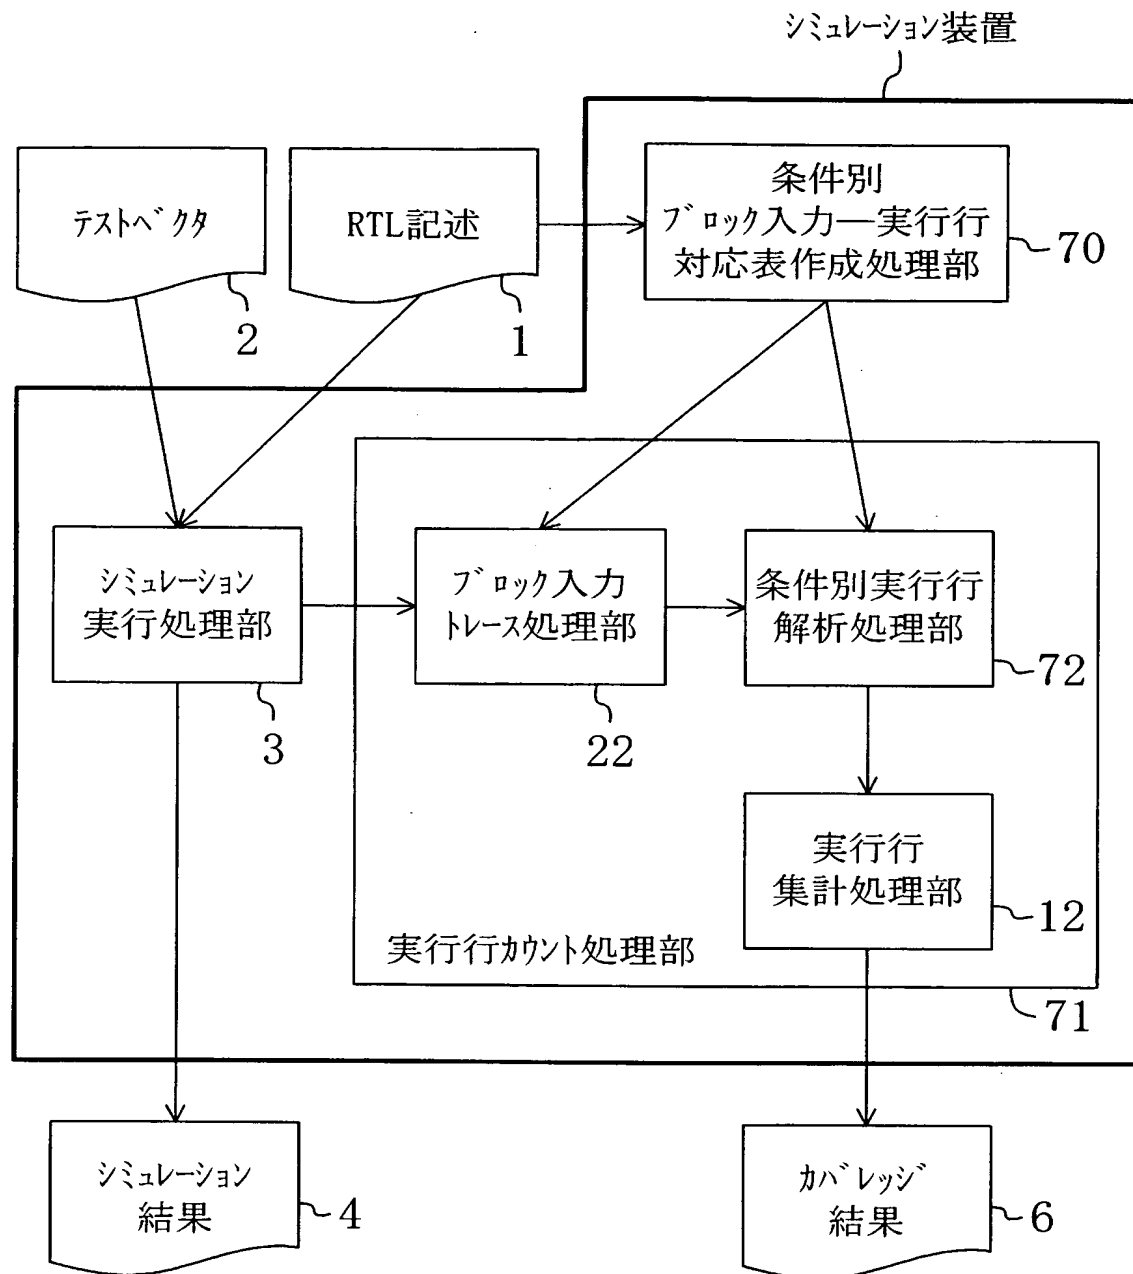 シミュレーション装置
テストベクタ
2
RTL記述
1
条件別
ブロック入力―実行行
対応表作成処理部
70
シミュレーション
実行処理部
3
ブロック入力
トレース処理部
22
条件別実行行
解析処理部
72
実行行
集計処理部
12
実行行カウント処理部
71
シミュレーション
結果
4
カバレッジ
結果
6